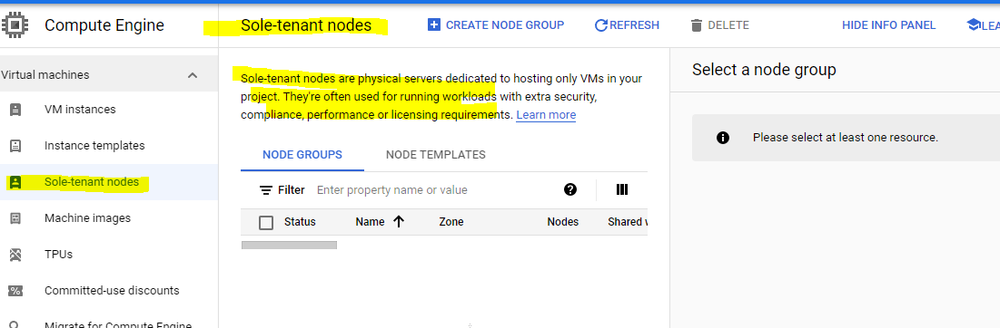 Compute Engine
Sole-tenant nodes
CREATE NODE GROUP
REFRESH
DELETE
HIDE INFO PANEL
LEA
Virtual machines
VM instances
Instance templates
Sole-tenant nodes
Machine images
TPUs
Committed-use discounts
Migrate for Compute Engine
Sole-tenant nodes are physical servers dedicated to hosting only VMs in your
project. They're often used for running workloads with extra security,
compliance, performance or licensing requirements. Learn more
NODE GROUPS
NODE TEMPLATES
Filter Enter property name or value
Status Name Zone Nodes Shared w
Select a node group
Please select at least one resource.